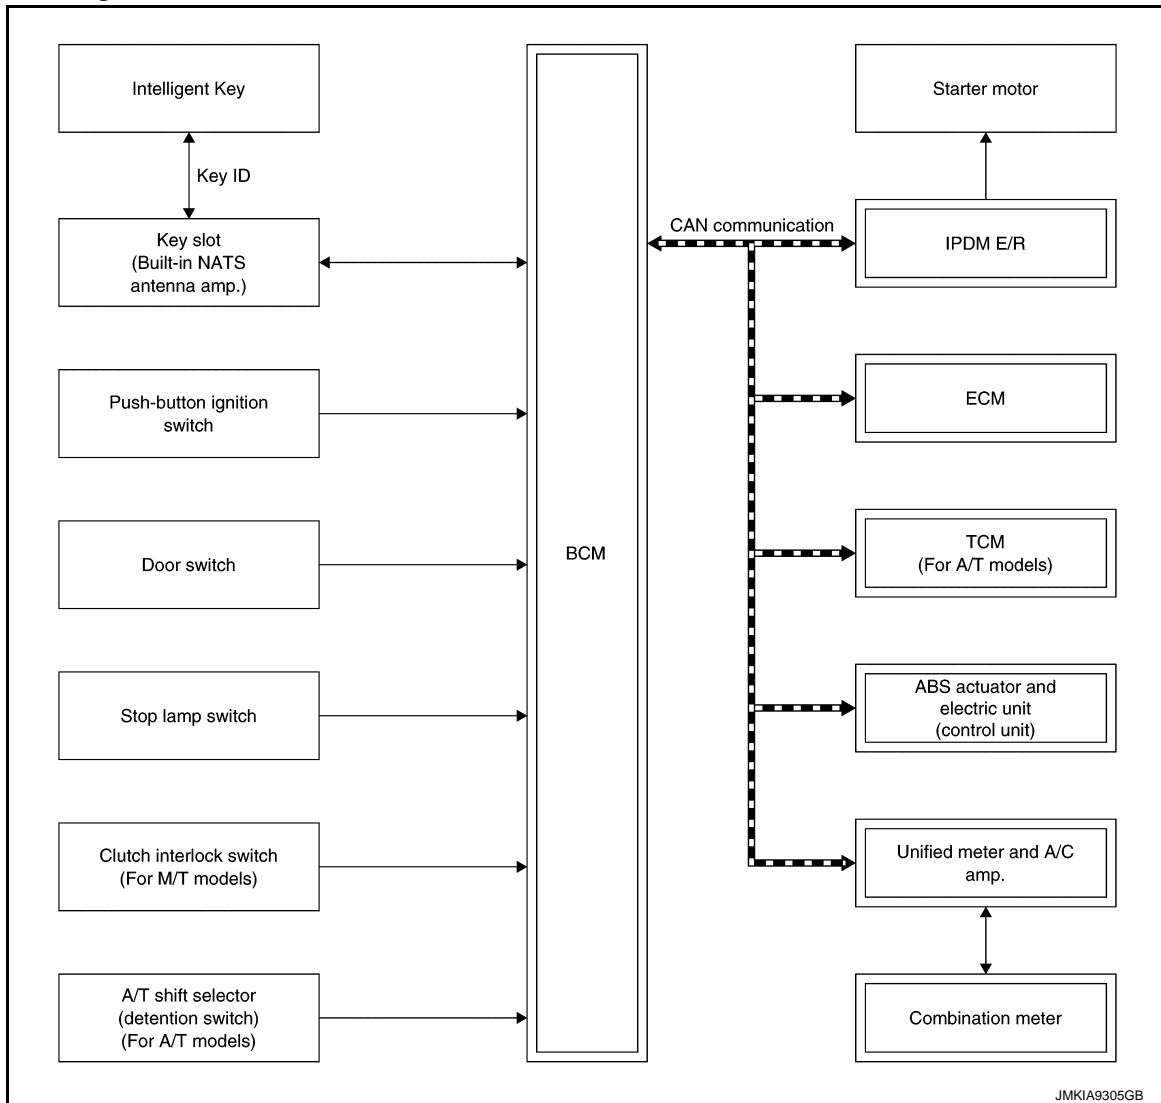 Intelligent Key
Key ID
Key slot
(Built-in NATS
antenna amp.)
Push-button ignition
switch
Door switch
Stop lamp switch
Clutch interlock switch
(For M/T models)
A/T shift selector
(detention switch)
(For A/T models)
BCM
CAN communication
Starter motor
IPDM E/R
ECM
TCM
(For A/T models)
ABS actuator and
electric unit
(control unit)
Unified meter and A/C
amp.
Combination meter
JMKIA9305GB